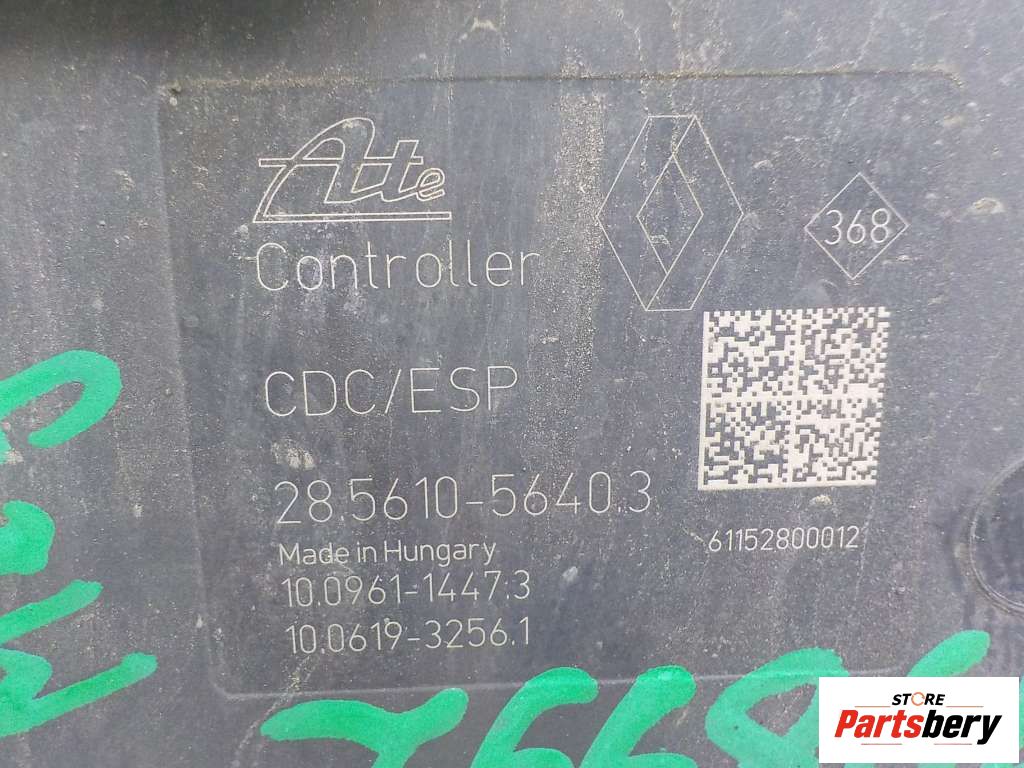 Ate
368
Controller
CDC/ESP
28.5610-5640.3
61152800012
Made in Hungary
10.0961-1447.3
10.0619-3256.1
STORE
Partsbery